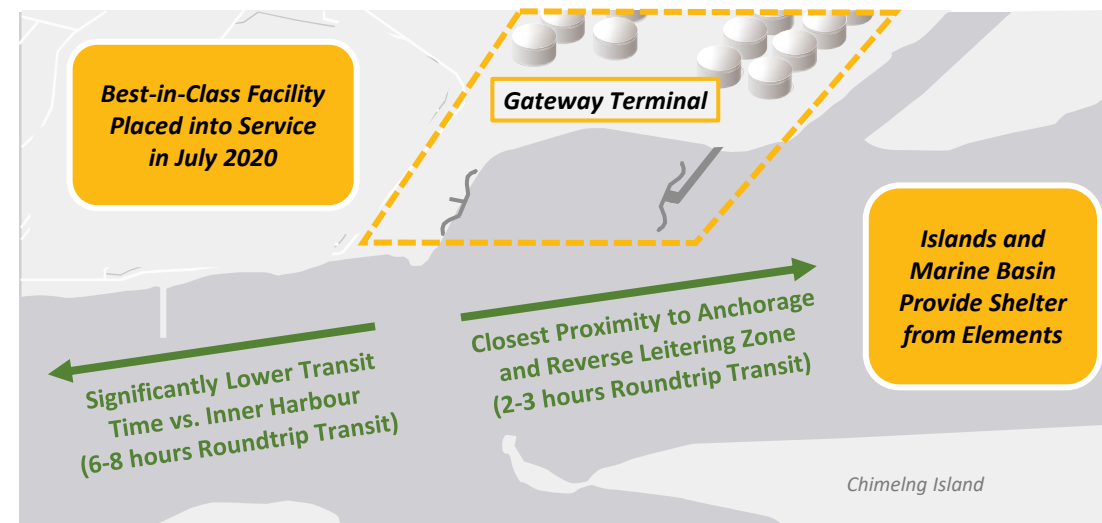 Best-in-Class Facility
Placed into Service
in July 2020
Gateway Terminal
Islands and
Marine Basin
Provide Shelter
from Elements
Significantly Lower Transit
Time vs. Inner Harbour
(6-8 hours Roundtrip Transit)
Closest Proximity to Anchorage
and Reverse Leitering Zone
(2-3 hours Roundtrip Transit)
Chimelng Island